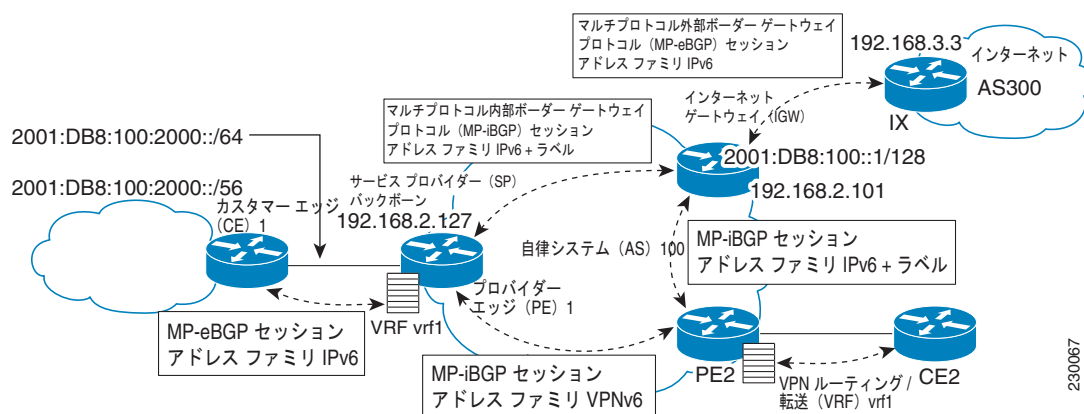 マルチプロトコル外部ボーダー ゲートウェイ
プロトコル（MP-eBGP）セッション
アドレス ファミリ IPv6
192.168.3.3
インターネット
AS300
IX
マルチプロトコル内部ボーダー ゲートウェイ
プロトコル（MP-iBGP）セッション
アドレス ファミリ IPv6 + ラベル
インターネット
ゲートウェイ（IGW）
2001:DB8:100:2000::/64
2001:DB8:100::1/128
192.168.2.101
2001:DB8:100:2000::/56
カスタマー エッジ
（CE）1
サービス プロバイダー（SP）
バックボーン
192.168.2.127
自律システム（AS）100
MP-iBGP セッション
アドレス ファミリ IPv6 + ラベル
プロバイダー
エッジ（PE）1
VRF vrf1
MP-eBGP セッション
アドレス ファミリ IPv6
MP-iBGP セッション
アドレス ファミリ VPNv6
PE2
CE2
VPN ルーティング /
転送（VRF）vrf1
230067